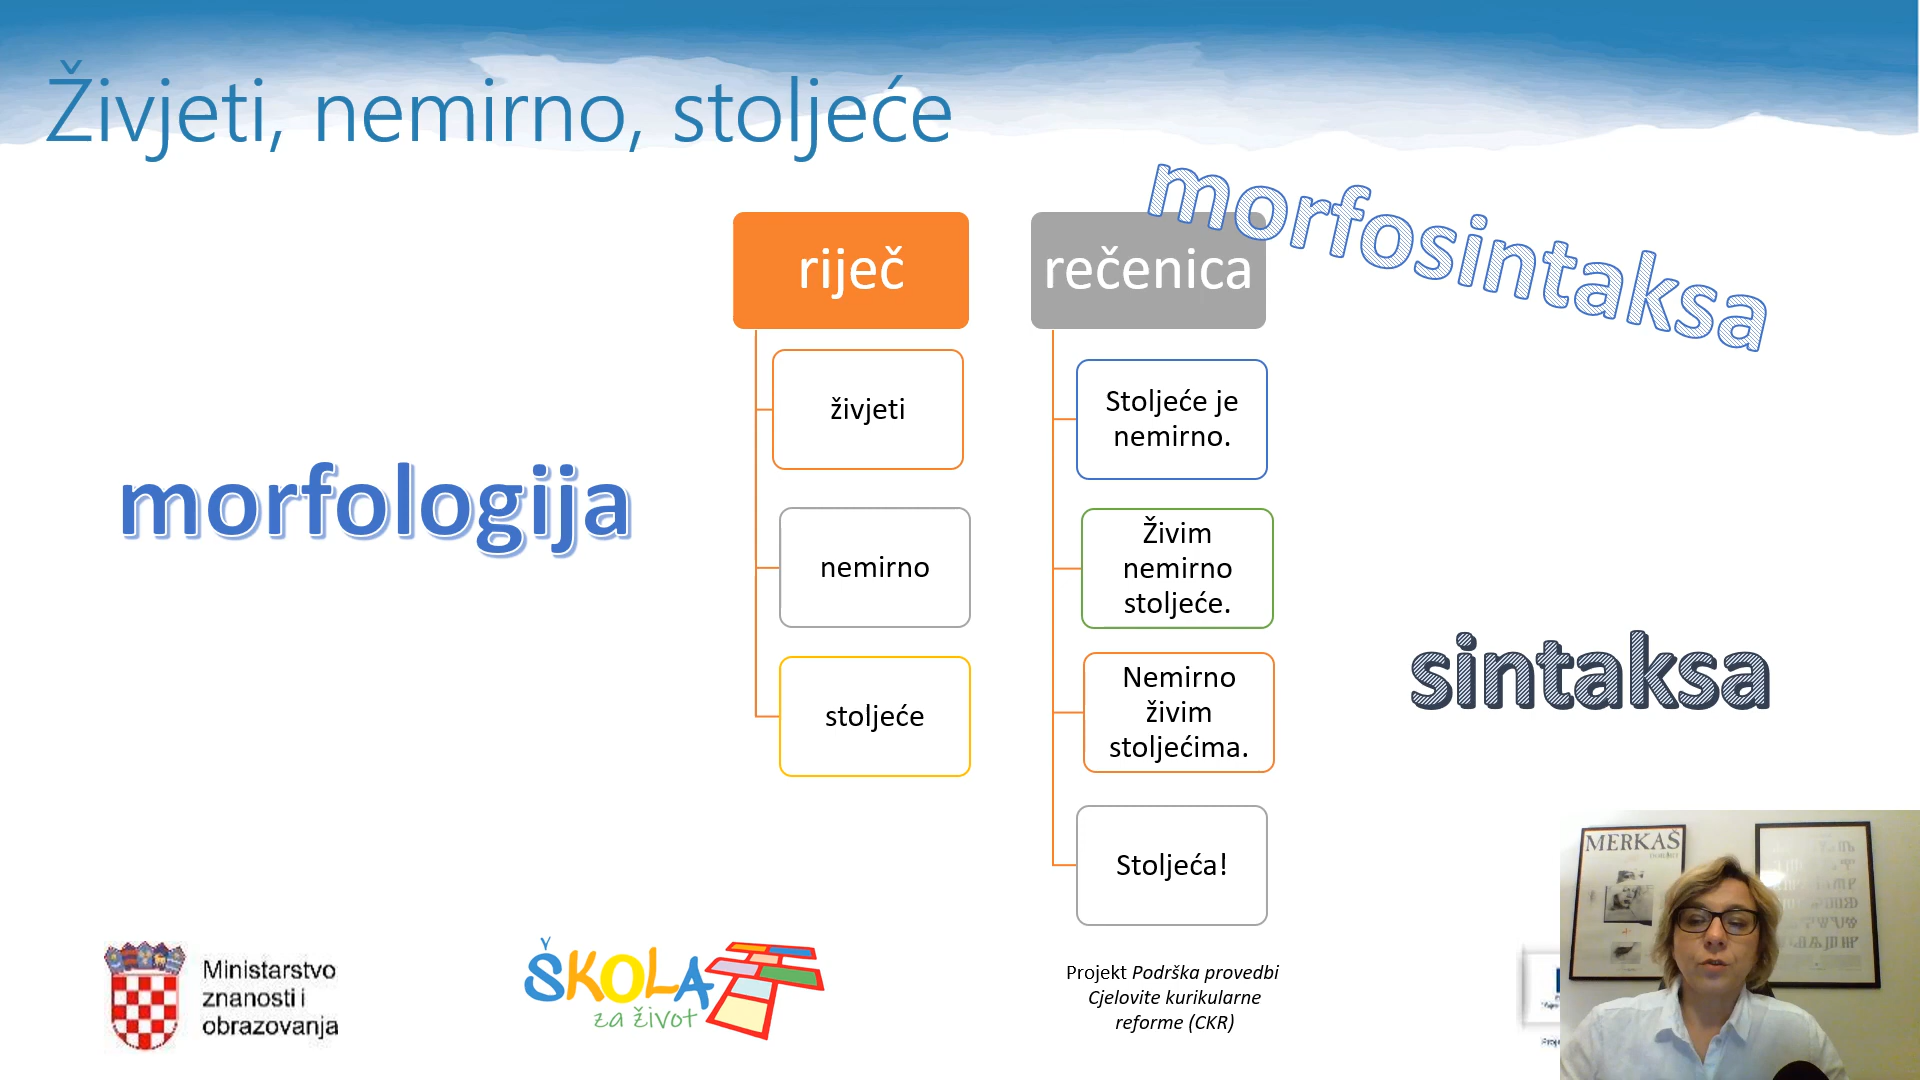 Živjeti, nemirno, stoljeće
morfosintaksa
riječ
rečenica
živjeti
nemirno
stoljeće
Stoljeće je
nemirno.
Živim
nemirno
stoljeće.
Nemirno
živim
stoljećima.
Stoljeća!
morfologija
sintaksa
Ministarstvo
znanosti i
obrazovanja
ŠKOLA
za život
Projekt Podrška provedbi
Cjelovite kurikularne
reforme (CKR)
MERKAŠ